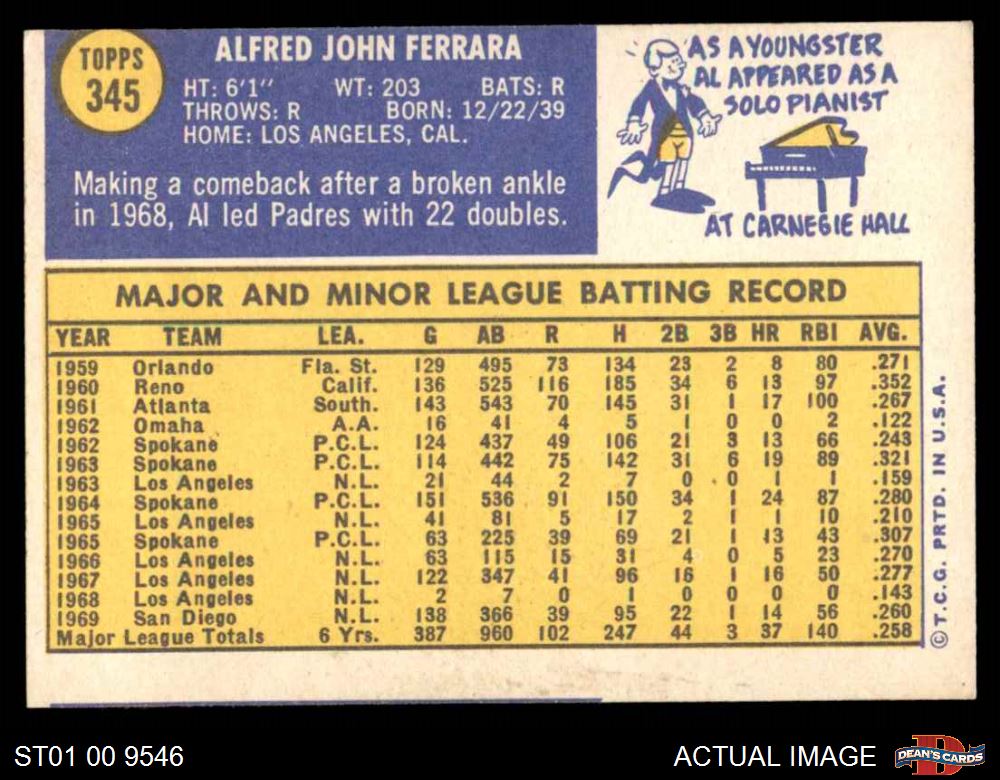 TOPPS
345
ALFRED JOHN FERRARA
HT: 6'1" WT: 203 BATS: R
THROWS: R BORN: 12/22/39
HOME: LOS ANGELES, CAL.
Making a comeback after a broken ankle
in 1968, Al led Padres with 22 doubles.
AS A YOUNGSTER
AL APPEARED AS A
SOLO PIANIST
AT CARNEGIE HALL
MAJOR AND MINOR LEAGUE BATTING RECORD
YEAR TEAM LEA. G AB R H 2B 3B HR RBI AVG.
1959 Orlando Fla. St. 129 495 73 134 23 2 8 80 .271
1960 Reno Calif. 136 525 116 185 34 6 13 97 .352
1961 Atlanta South. 143 543 70 145 31 1 17 100 .267
1962 Omaha A.A. 16 41 4 5 1 0 0 2 .122
1962 Spokane P.C.L. 124 437 49 106 21 3 13 66 .243
1963 Spokane P.C.L. 114 442 75 142 31 6 19 89 .321
1963 Los Angeles N.L. 21 44 2 7 0 0 1 1 .159
1964 Spokane P.C.L. 151 536 91 150 34 1 24 87 .280
1965 Los Angeles N.L. 41 81 5 17 2 1 1 10 .210
1965 Spokane P.C.L. 63 225 39 69 21 1 13 43 .307
1966 Los Angeles N.L. 63 115 15 31 4 0 5 23 .270
1967 Los Angeles N.L. 122 347 41 96 16 1 16 50 .277
1968 Los Angeles N.L. 2 7 0 1 0 0 0 0 .143
1969 San Diego N.L. 138 366 39 95 22 1 14 56 .260
Major League Totals 6 Yrs. 387 960 102 247 44 3 37 140 .258
© T.C.G. PRTD. IN U.S.A.
ST01 00 9546
ACTUAL IMAGE
D
DEAN'S CARDS